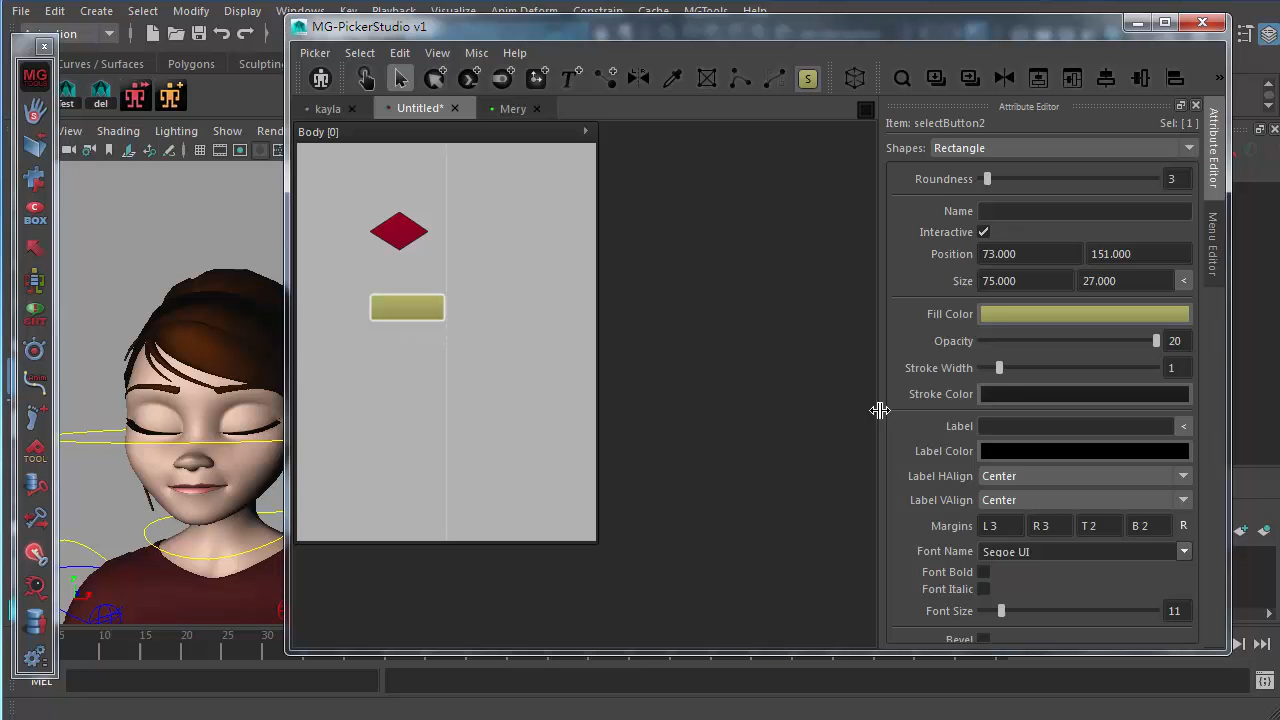 File Edit Create Select Modify Display Windows Key Playback Visualize Anim Deform Constrain Cache MGTools Help
MG-PickerStudio v1
Picker Select Edit View Misc Help
MG TOOLS
Curves / Surfaces Polygons
Test del
kayla Untitled* Mery
T S »
View Shading Lighting Show
Body [0]
Attribute Editor
Item: selectButton2 Sel: [ 1 ]
Shapes: Rectangle
Roundness 3
Name
Interactive
Position 73.000 151.000
Size 75.000 27.000 <
Fill Color
Opacity 20
Stroke Width 1
Stroke Color
Label <
Label Color
Label HAlign Center
Label VAlign Center
Margins L 3 R 3 T 2 B 2 R
Font Name Segoe UI
Font Bold
Font Italic
Font Size 11
Bevel
Attribute Editor
Menu Editor
C BOX
GHT
Anim
TOOL
5 10 15 20 25 30
MEL